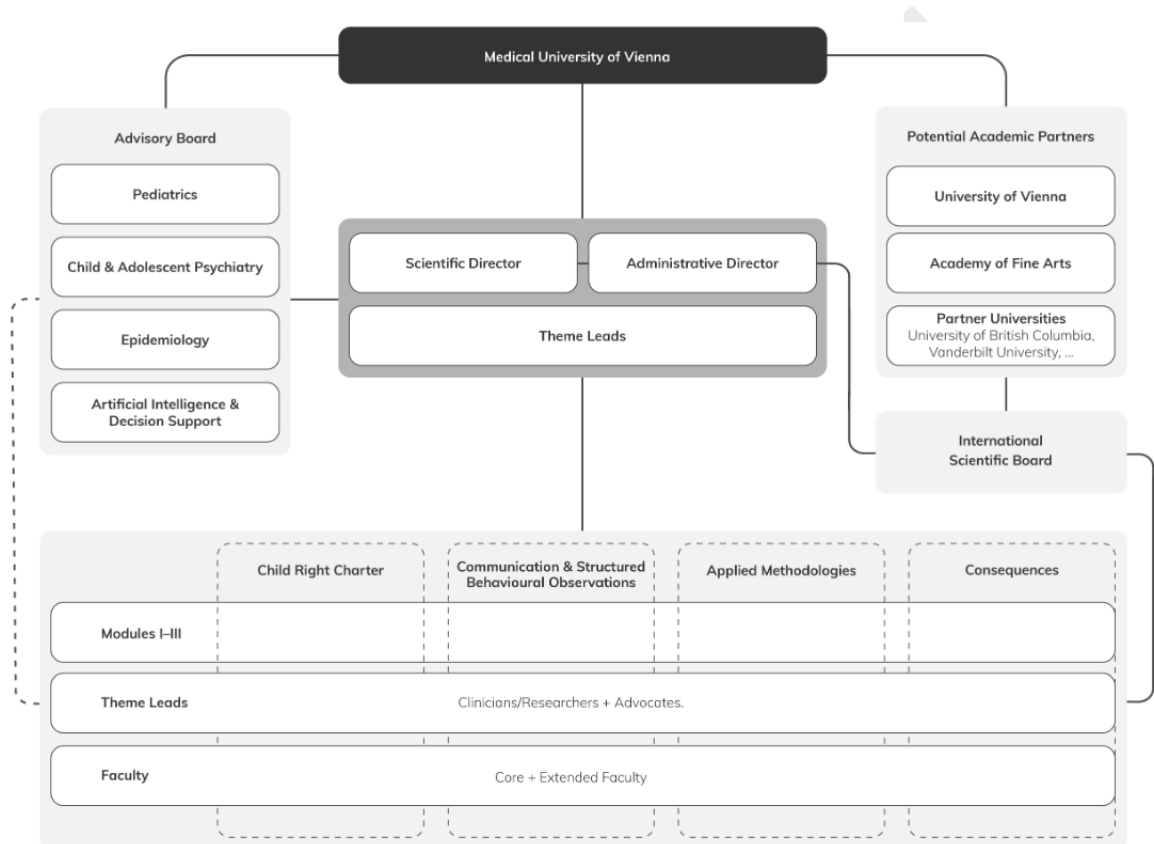 Medical University of Vienna
Advisory Board
Pediatrics
Child & Adolescent Psychiatry
Epidemiology
Artificial Intelligence &
Decision Support
Scientific Director
Administrative Director
Theme Leads
Potential Academic Partners
University of Vienna
Academy of Fine Arts
Partner Universities
University of British Columbia,
Vanderbilt University, ...
International
Scientific Board
Child Right Charter
Communication & Structured
Behavioural Observations
Applied Methodologies
Consequences
Modules I–III
Theme Leads
Clinicians/Researchers + Advocates.
Faculty
Core + Extended Faculty